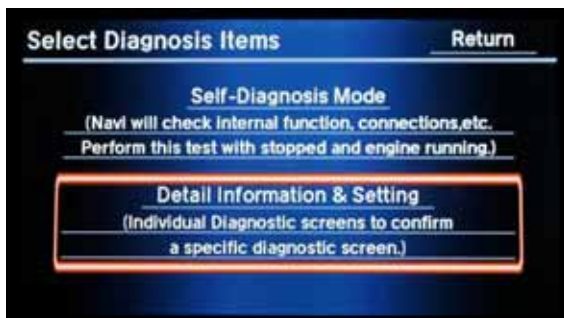 Select Diagnosis Items
Return
Self-Diagnosis Mode
(Navi will check internal function, connections,etc.
Perform this test with stopped and engine running.)
Detail Information & Setting
(Individual Diagnostic screens to confirm
a specific diagnostic screen.)